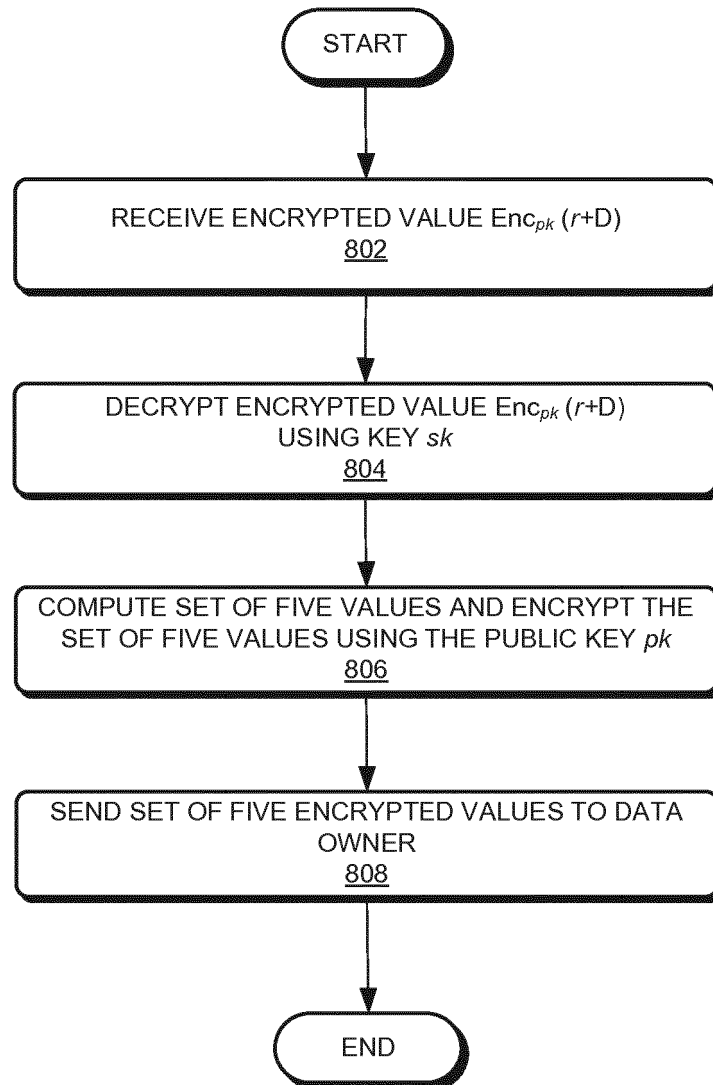 START
RECEIVE ENCRYPTED VALUE Encpk (r+D)
802
DECRYPT ENCRYPTED VALUE Encpk (r+D)
USING KEY sk
804
COMPUTE SET OF FIVE VALUES AND ENCRYPT THE
SET OF FIVE VALUES USING THE PUBLIC KEY pk
806
SEND SET OF FIVE ENCRYPTED VALUES TO DATA
OWNER
808
END